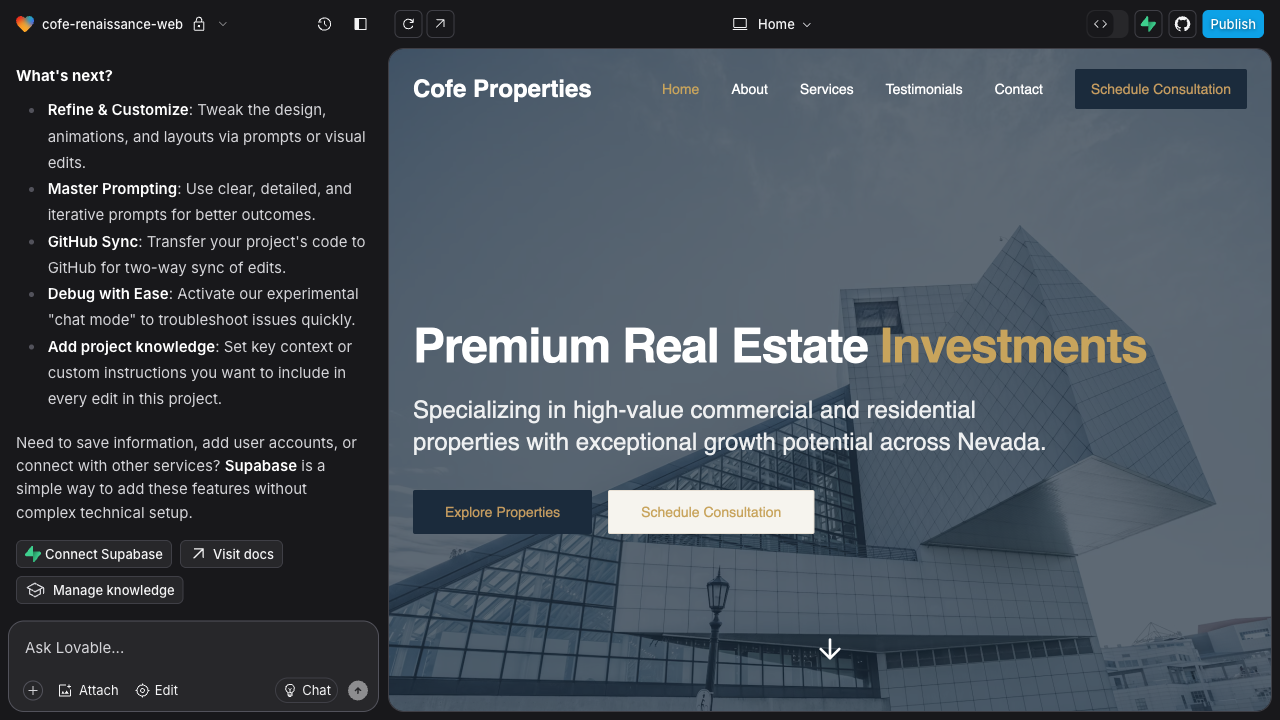 cofe-renaissance-web
Home
Publish
What's next?
Refine & Customize: Tweak the design,
animations, and layouts via prompts or visual
edits.
Master Prompting: Use clear, detailed, and
iterative prompts for better outcomes.
GitHub Sync: Transfer your project's code to
GitHub for two-way sync of edits.
Debug with Ease: Activate our experimental
"chat mode" to troubleshoot issues quickly.
Add project knowledge: Set key context or
custom instructions you want to include in
every edit in this project.
Need to save information, add user accounts, or
connect with other services? Supabase is a
simple way to add these features without
complex technical setup.
Connect Supabase
Visit docs
Manage knowledge
Ask Lovable...
Attach
Edit
Chat
Cofe Properties
Home
About
Services
Testimonials
Contact
Schedule Consultation
Premium Real Estate Investments
Specializing in high-value commercial and residential
properties with exceptional growth potential across Nevada.
Explore Properties
Schedule Consultation